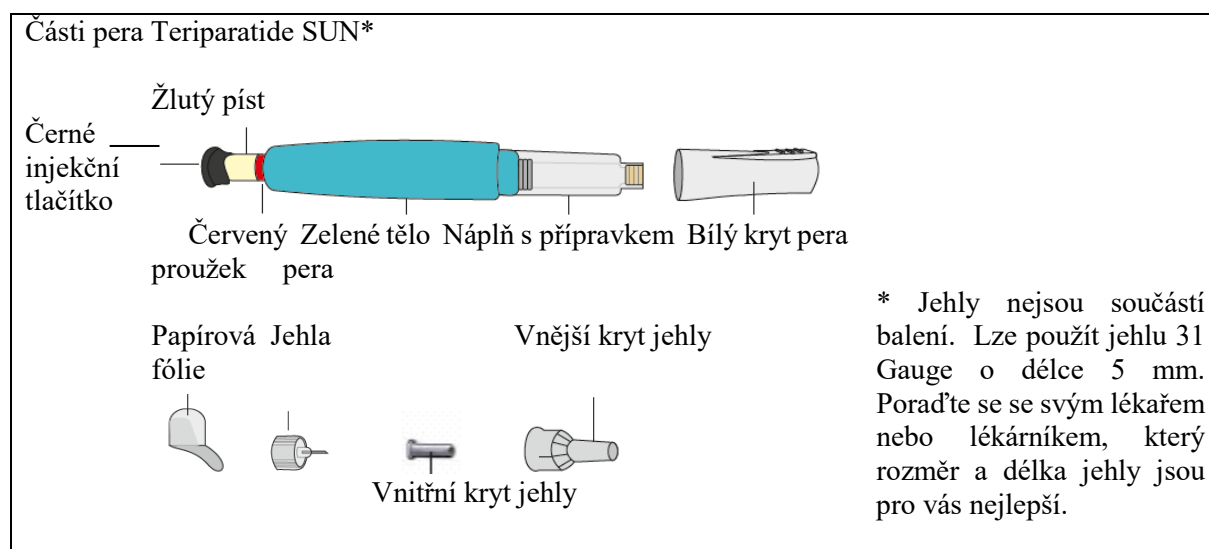 Části pera Teriparatide SUN*
Žlutý píst
Černé
injekční
tlačítko
Červený Zelené tělo Náplň s přípravkem Bílý kryt pera
proužek pera
Papírová Jehla Vnější kryt jehly
fólie
Vnitřní kryt jehly
* Jehly nejsou součástí
balení. Lze použít jehlu 31
Gauge o délce 5 mm.
Poraďte se se svým lékařem
nebo lékárníkem, který
rozměr a délka jehly jsou
pro vás nejlepší.